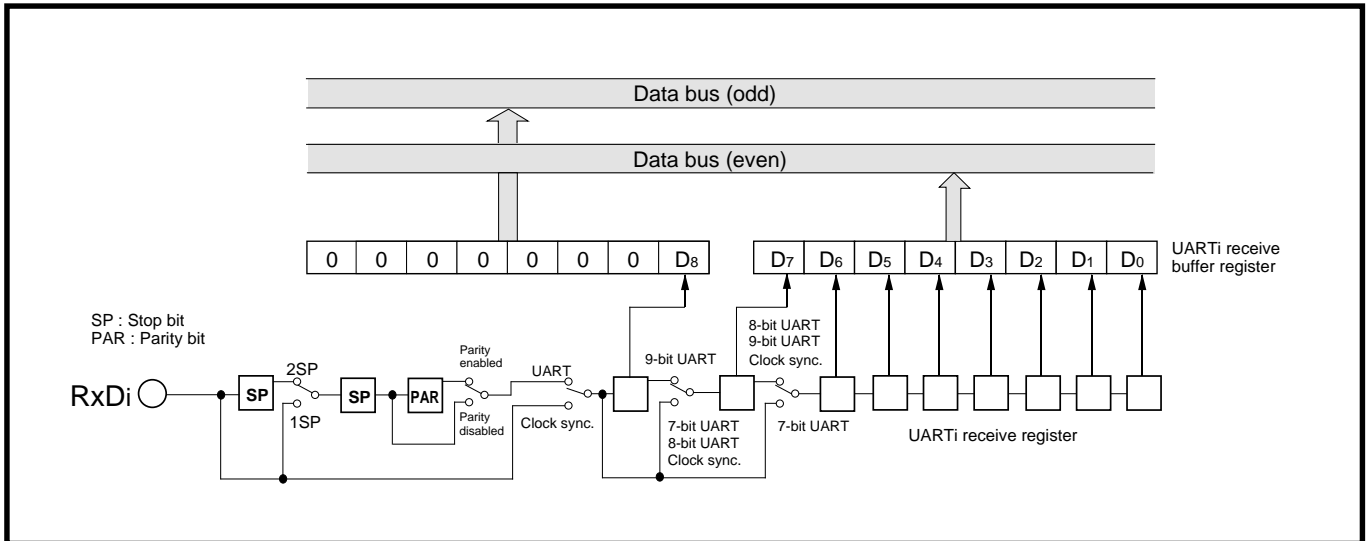 Data bus (odd)
Data bus (even)
0 0 0 0 0 0 0 D8
D7 D6 D5 D4 D3 D2 D1 D0
UARTi receive
buffer register
SP : Stop bit
PAR : Parity bit
8-bit UART
9-bit UART
Clock sync.
Parity
enabled
9-bit UART
UART
2SP
RxDi
SP
SP
PAR
1SP
Parity
disabled
Clock sync.
7-bit UART
8-bit UART
Clock sync.
7-bit UART
UARTi receive register